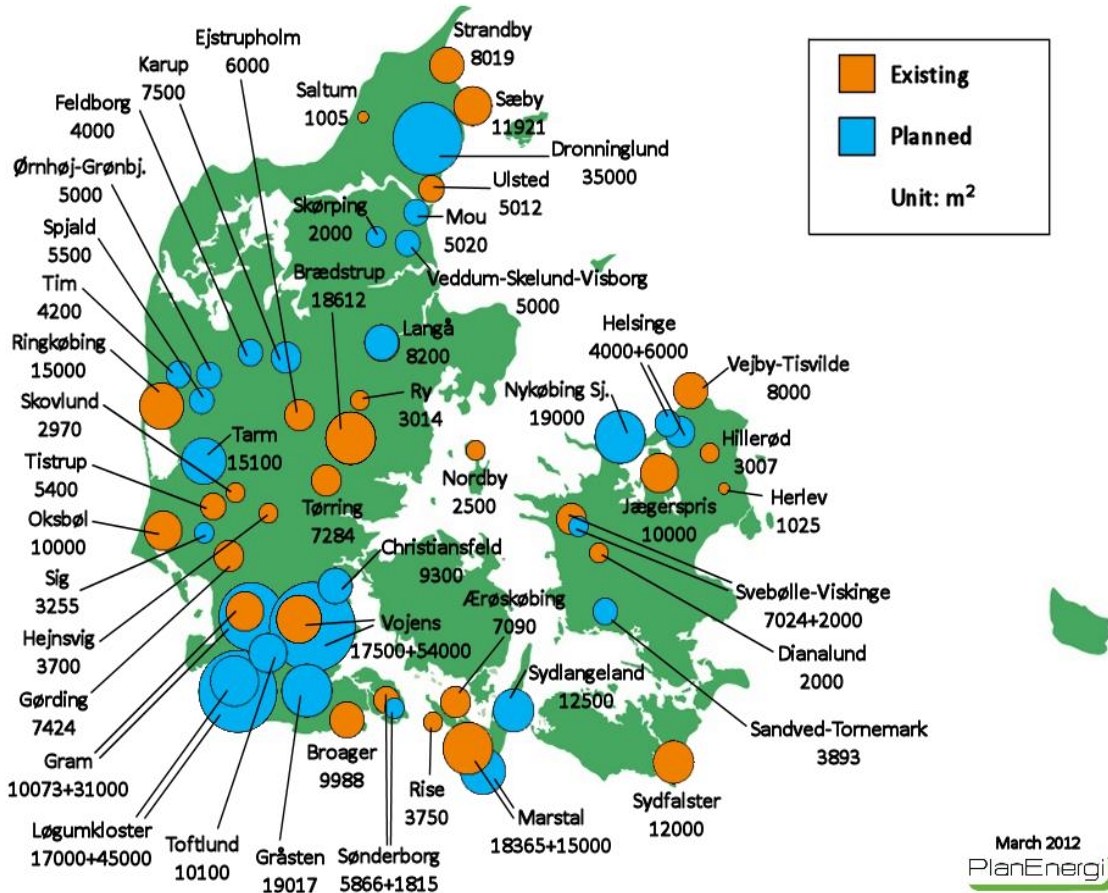 Strandby
8019
Ejstrupholm
6000
Karup
7500
Saltum
1005
Sæby
11921
Feldborg
4000
Dronninglund
35000
Ørnhøj-Grønbj.
5000
Ulsted
5012
Skørping
2000
Mou
5020
Spjald
5500
Brædstrup
18612
Veddum-Skelund-Visborg
5000
Tim
4200
Langå
8200
Helsinge
4000+6000
Ringkøbing
15000
Vejby-Tisvilde
8000
Skovlund
2970
Ry
3014
Nykøbing Sj.
19000
Tarm
15100
Hillerød
3007
Tistrup
5400
Nordby
2500
Jægerspris
10000
Herlev
1025
Oksbøl
10000
Tørring
7284
Sig
3255
Christiansfeld
9300
Svebølle-Viskinge
7024+2000
Hejnsvig
3700
Ærøskøbing
7090
Vojens
17500+54000
Dianalund
2000
Gørding
7424
Sydlangeland
12500
Sandved-Tornemark
3893
Gram
10073+31000
Broager
9988
Rise
3750
Sydfalster
12000
Løgumkloster
17000+45000
Toftlund
10100
Gråsten
19017
Sønderborg
5866+1815
Marstal
18365+15000
Existing
Planned
Unit: m²
March 2012
PlanEnergi